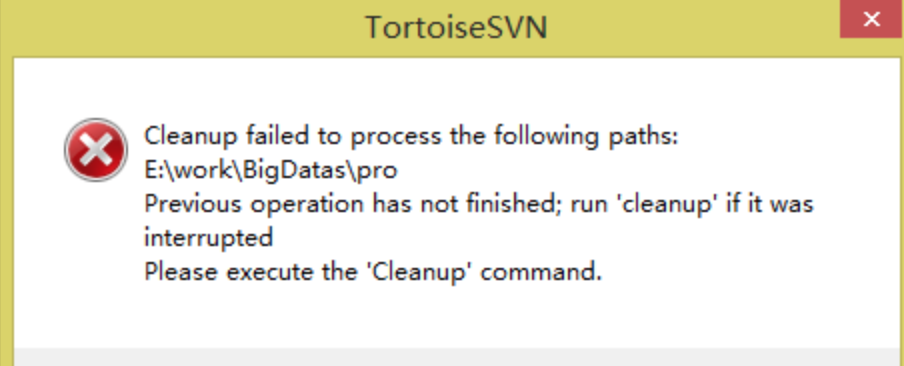 TortoiseSVN
Cleanup failed to process the following paths:
E:\work\BigDatas\pro
Previous operation has not finished; run 'cleanup' if it was
interrupted
Please execute the 'Cleanup' command.